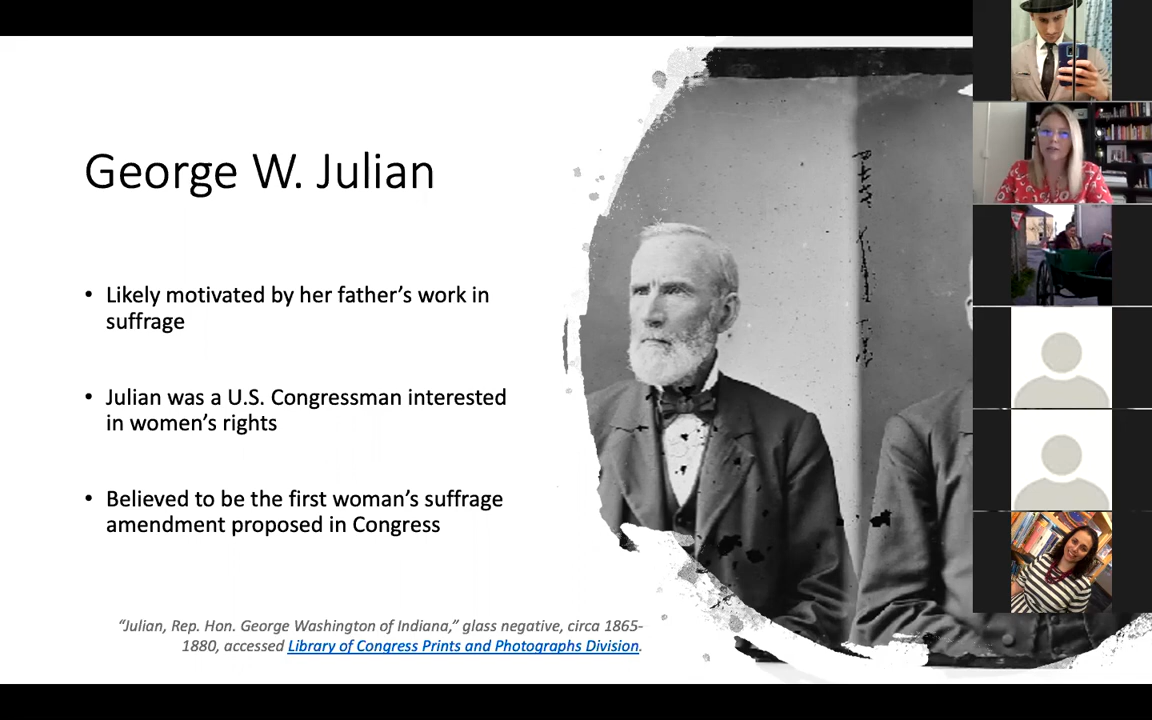 George W. Julian
• Likely motivated by her father’s work in
suffrage
• Julian was a U.S. Congressman interested
in women’s rights
• Believed to be the first woman’s suffrage
amendment proposed in Congress
“Julian, Rep. Hon. George Washington of Indiana,” glass negative, circa 1865-
1880, accessed Library of Congress Prints and Photographs Division.